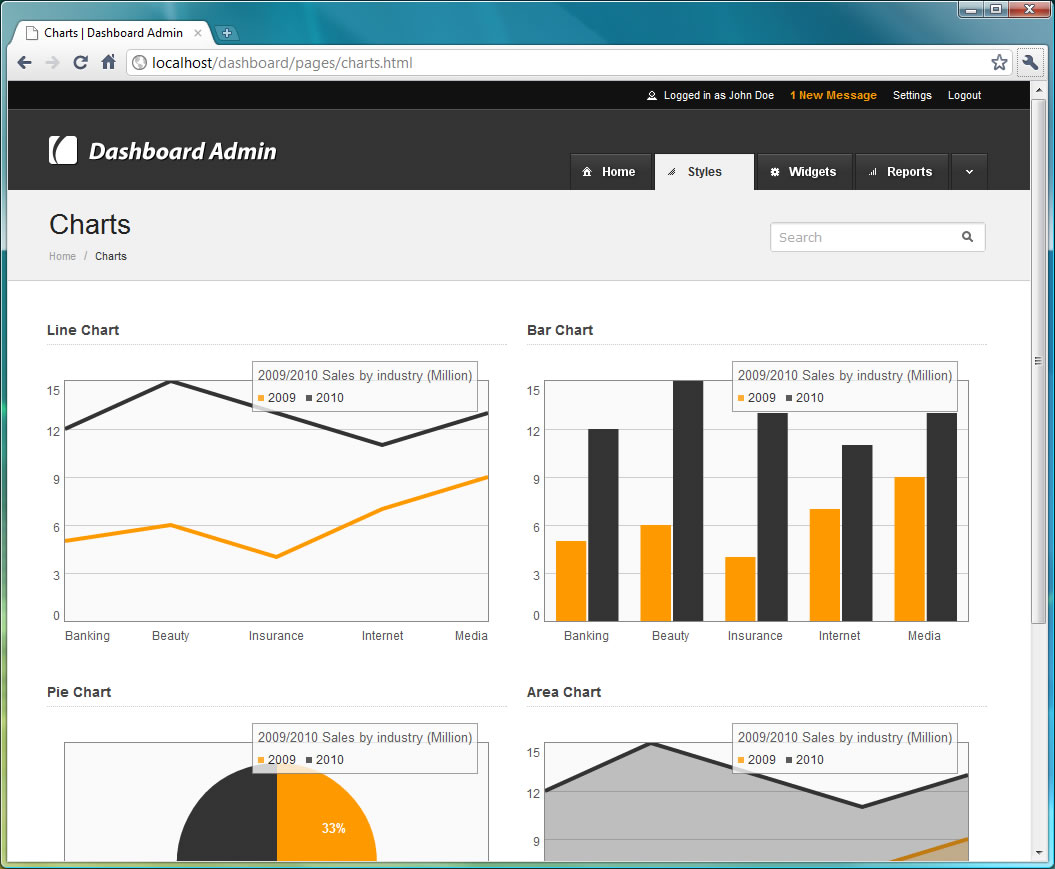 Charts | Dashboard Admin
localhost/dashboard/pages/charts.html
Logged in as John Doe 1 New Message Settings Logout
Dashboard Admin
Home Styles Widgets Reports
Charts
Home / Charts
Search
Line Chart
2009/2010 Sales by industry (Million)
2009 2010
15
12
9
6
3
0
Banking Beauty Insurance Internet Media
Bar Chart
2009/2010 Sales by industry (Million)
2009 2010
15
12
9
6
3
0
Banking Beauty Insurance Internet Media
Pie Chart
2009/2010 Sales by industry (Million)
2009 2010
33%
Area Chart
2009/2010 Sales by industry (Million)
2009 2010
15
12
9